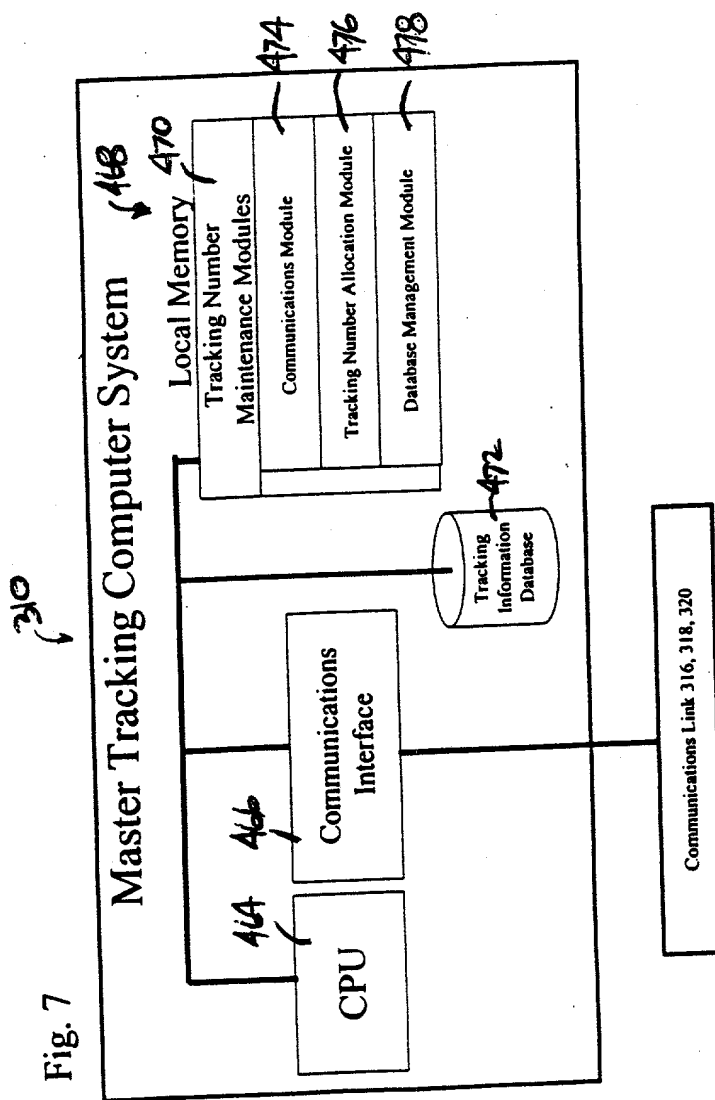 Fig. 7
310
Master Tracking Computer System
468
Local Memory
470
Tracking Number
Maintenance Modules
Communications Module
474
Tracking Number Allocation Module
476
Database Management Module
478
464
CPU
466
Communications
Interface
472
Tracking
Information
Database
Communications Link 316, 318, 320